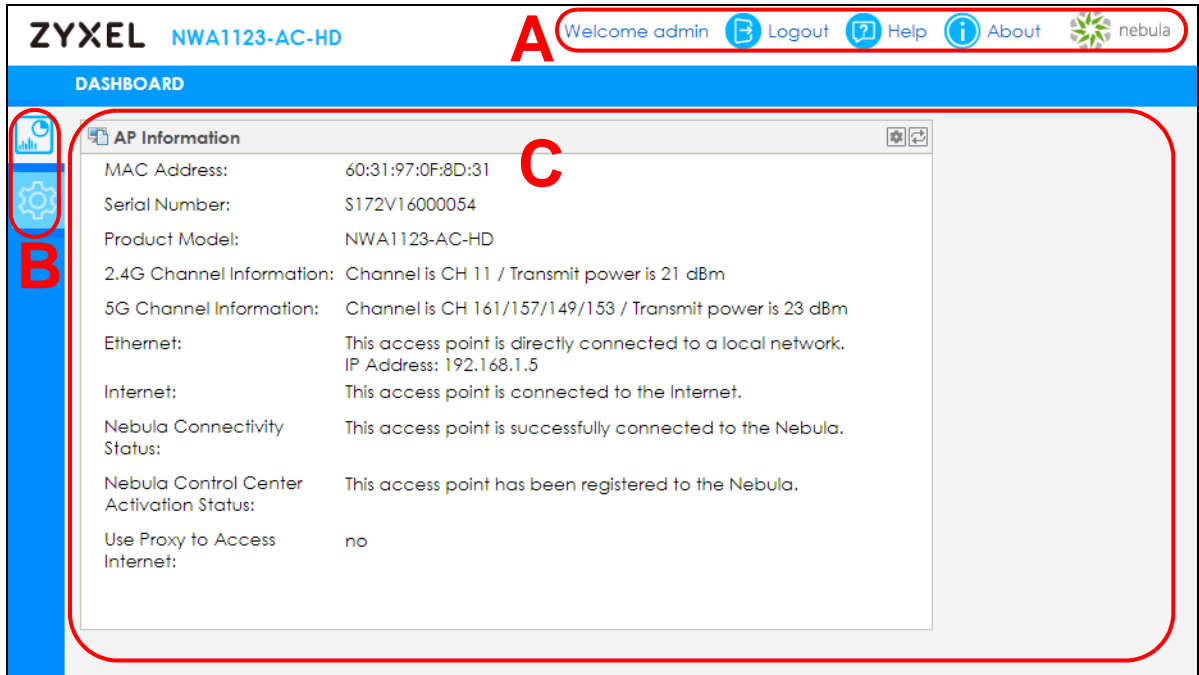 ZYXEL NWA1123-AC-HD A Welcome admin Logout Help About nebula
DASHBOARD
AP Information
C
MAC Address: 60:31:97:0F:8D:31
Serial Number: S172V16000054
Product Model: NWA1123-AC-HD
B
2.4G Channel Information: Channel is CH 11 / Transmit power is 21 dBm
5G Channel Information: Channel is CH 161/157/149/153 / Transmit power is 23 dBm
Ethernet: This access point is directly connected to a local network.
IP Address: 192.168.1.5
Internet: This access point is connected to the Internet.
Nebula Connectivity
Status:
This access point is successfully connected to the Nebula.
Nebula Control Center
Activation Status:
This access point has been registered to the Nebula.
Use Proxy to Access
Internet:
no